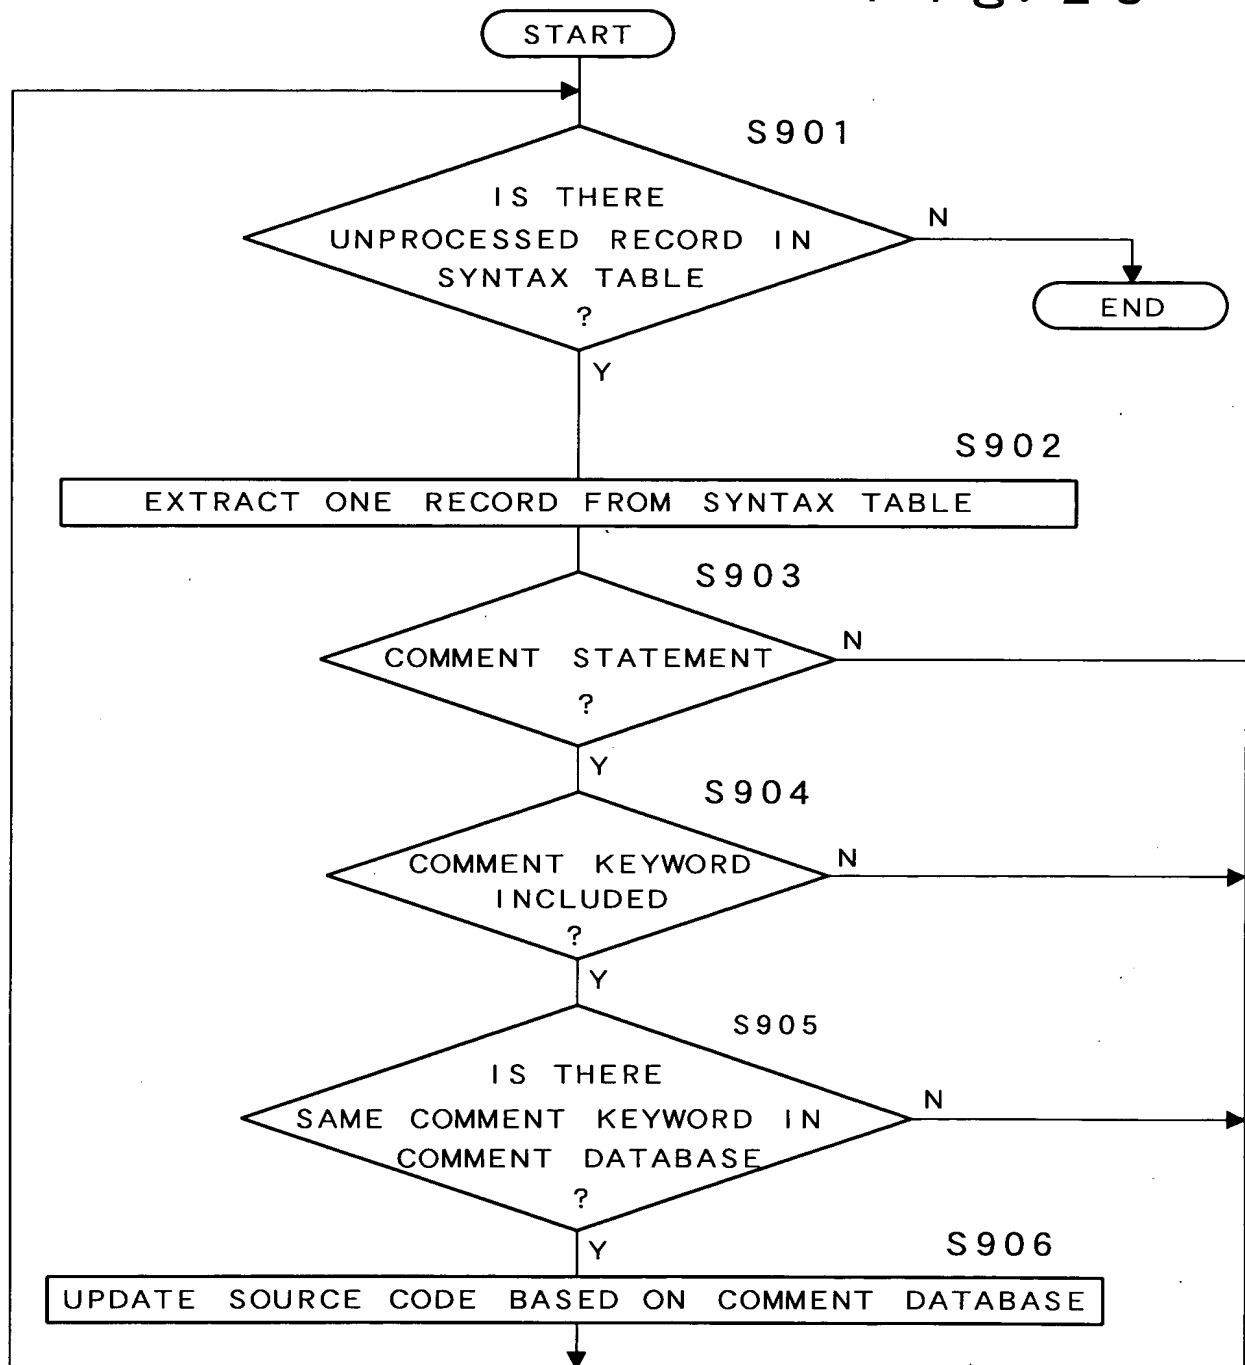 START
S901
IS THERE
UNPROCESSED RECORD IN
SYNTAX TABLE
?
N
END
Y
S902
EXTRACT ONE RECORD FROM SYNTAX TABLE
S903
COMMENT STATEMENT
?
N
Y
S904
COMMENT KEYWORD
INCLUDED
?
N
Y
S905
IS THERE
SAME COMMENT KEYWORD IN
COMMENT DATABASE
?
N
Y
S906
UPDATE SOURCE CODE BASED ON COMMENT DATABASE